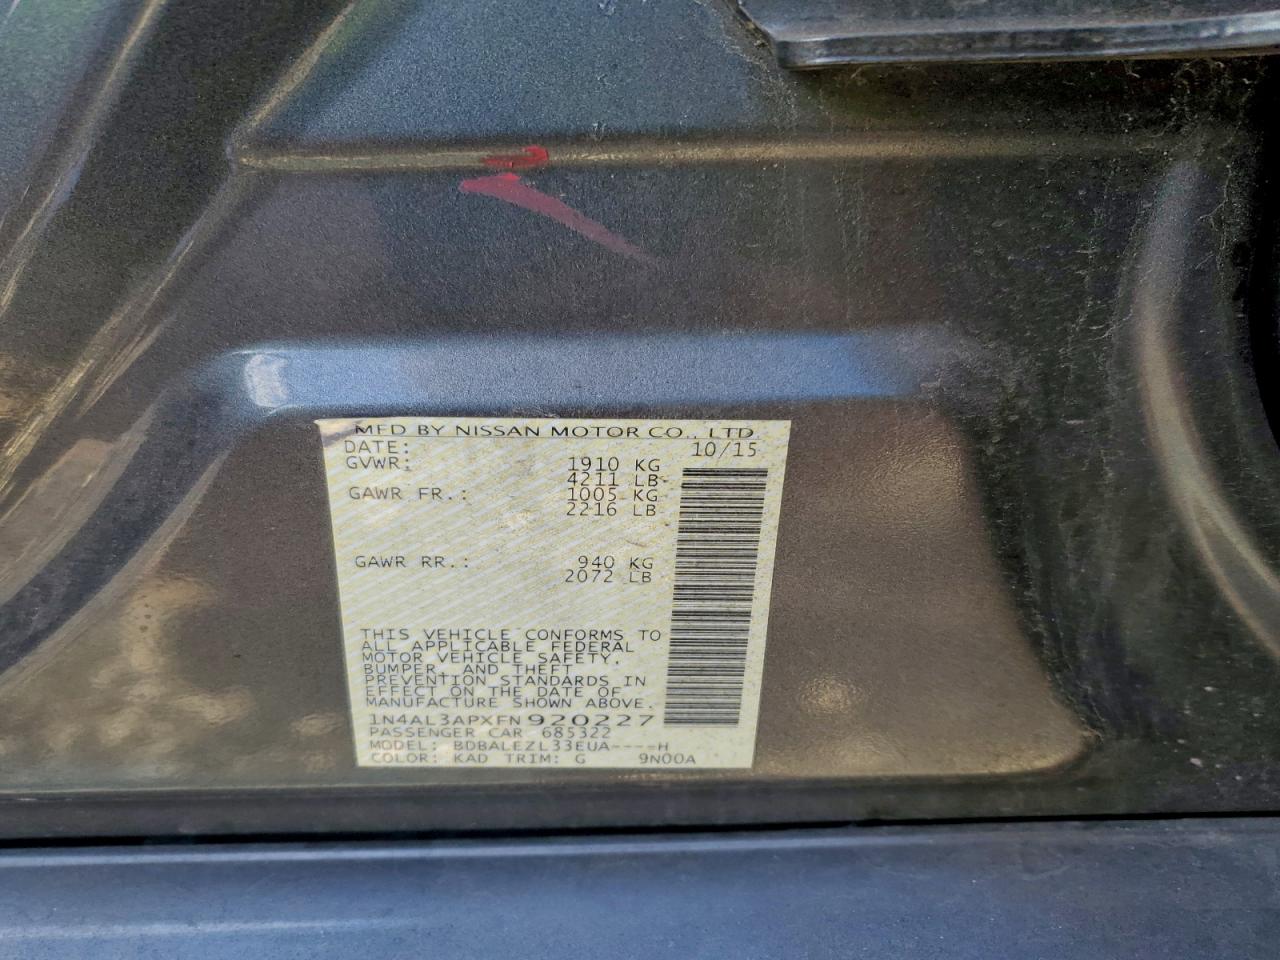 MFD BY NISSAN MOTOR CO., LTD.
DATE: 10/15
GVWR: 1910 KG
4211 LB
GAWR FR.: 1005 KG
2216 LB
GAWR RR.: 940 KG
2072 LB
THIS VEHICLE CONFORMS TO
ALL APPLICABLE FEDERAL
MOTOR VEHICLE SAFETY,
BUMPER, AND THEFT
PREVENTION STANDARDS IN
EFFECT ON THE DATE OF
MANUFACTURE SHOWN ABOVE.
1N4AL3APXFN920227
PASSENGER CAR 685322
MODEL: BDBALEZL33EUA----H
COLOR: KAD TRIM: G 9N00A